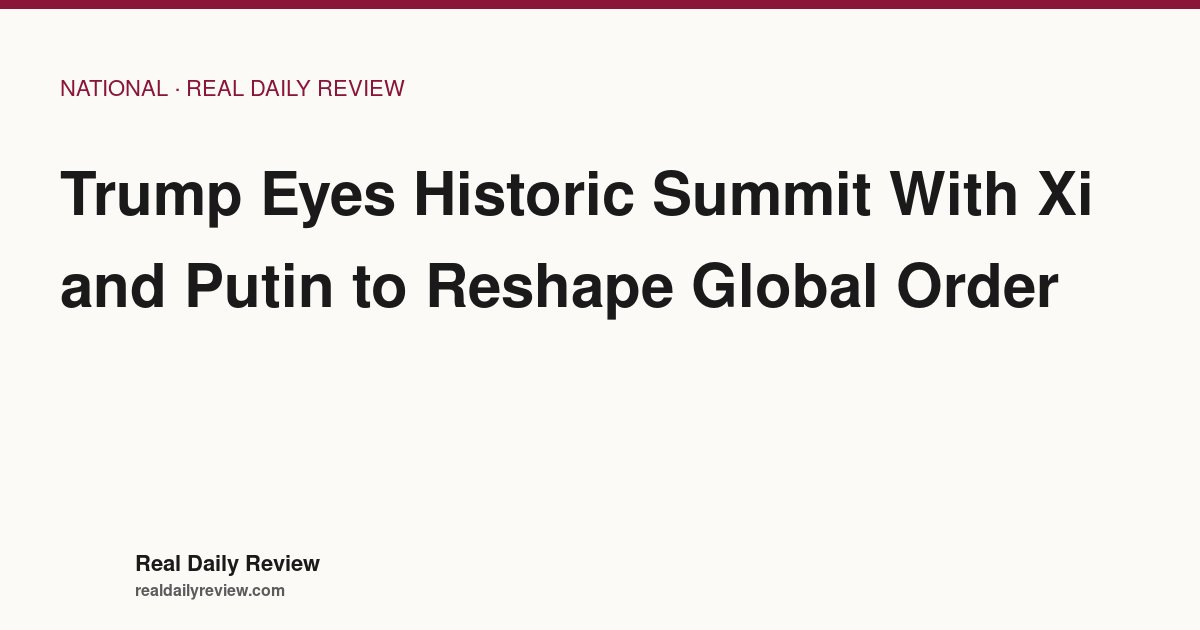 NATIONAL · REAL DAILY REVIEW
Trump Eyes Historic Summit With Xi
and Putin to Reshape Global Order
Real Daily Review
realdailyreview.com